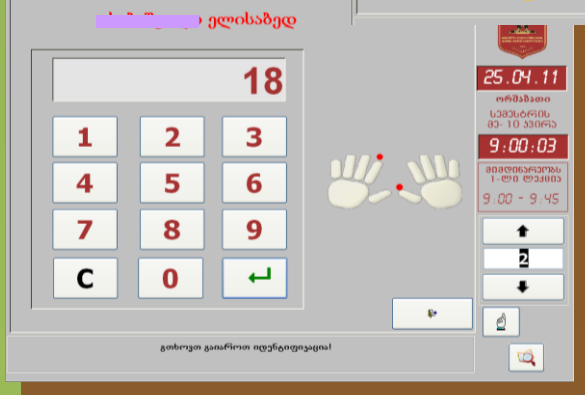 ელისაბედ
18
1 2 3
4 5 6
7 8 9
C 0
გთხოვთ გაიაროთ იდენტიფიკაცია!
25.04.11
ორშაბათი
სემესტრის
მე- 10 კვირა
9:00:03
მიმდინარეობს
1-ლი ლექცია
9:00 - 9:45
2